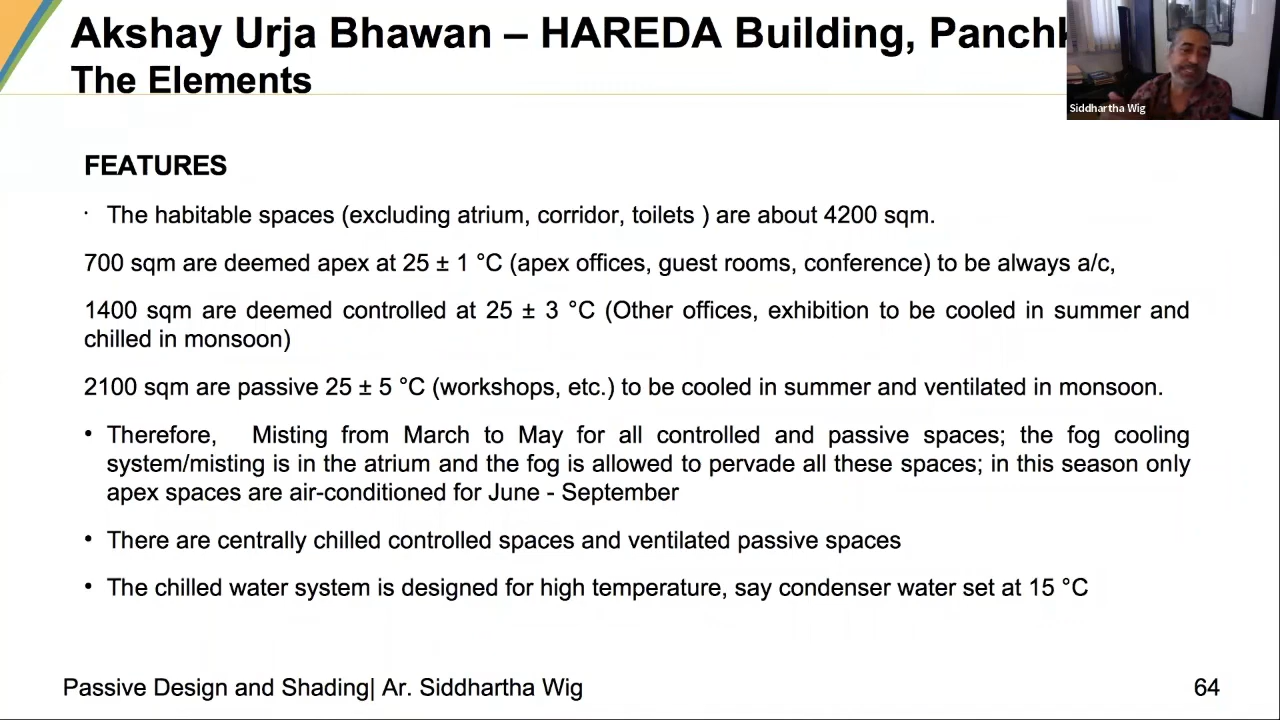 Akshay Urja Bhawan – HAREDA Building,
The Elements
Siddhartha Wig
FEATURES
· The habitable spaces (excluding atrium, corridor, toilets ) are about 4200 sqm.
700 sqm are deemed apex at 25 ± 1 °C (apex offices, guest rooms, conference) to be always a/c,
1400 sqm are deemed controlled at 25 ± 3 °C (Other offices, exhibition to be cooled in summer and
chilled in monsoon)
2100 sqm are passive 25 ± 5 °C (workshops, etc.) to be cooled in summer and ventilated in monsoon.
• Therefore, Misting from March to May for all controlled and passive spaces; the fog cooling
system/misting is in the atrium and the fog is allowed to pervade all these spaces; in this season only
apex spaces are air-conditioned for June - September
• There are centrally chilled controlled spaces and ventilated passive spaces
• The chilled water system is designed for high temperature, say condenser water set at 15 °C
Passive Design and Shading| Ar. Siddhartha Wig
64